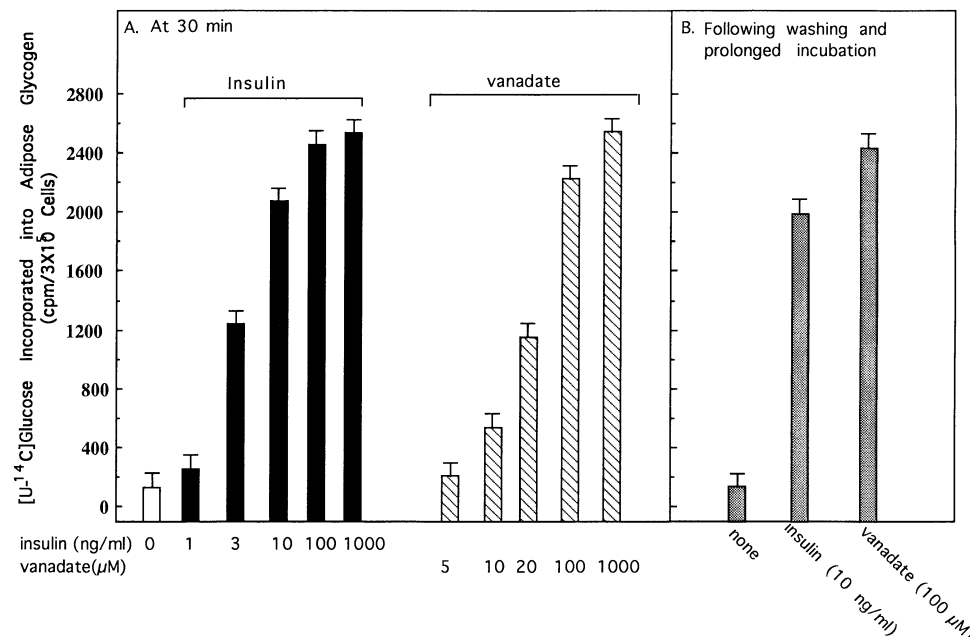 A. At 30 min
B. Following washing and
prolonged incubation
Insulin
vanadate
[U-¹⁴C]Glucose Incorporated into Adipose Glycogen
(cpm/3X10⁵ Cells)
2800
2400
2000
1600
1200
800
400
0
insulin (ng/ml) 0 1 3 10 100 1000
vanadate(µM) 5 10 20 100 1000
none
insulin (10 ng/ml)
vanadate (100 µM)